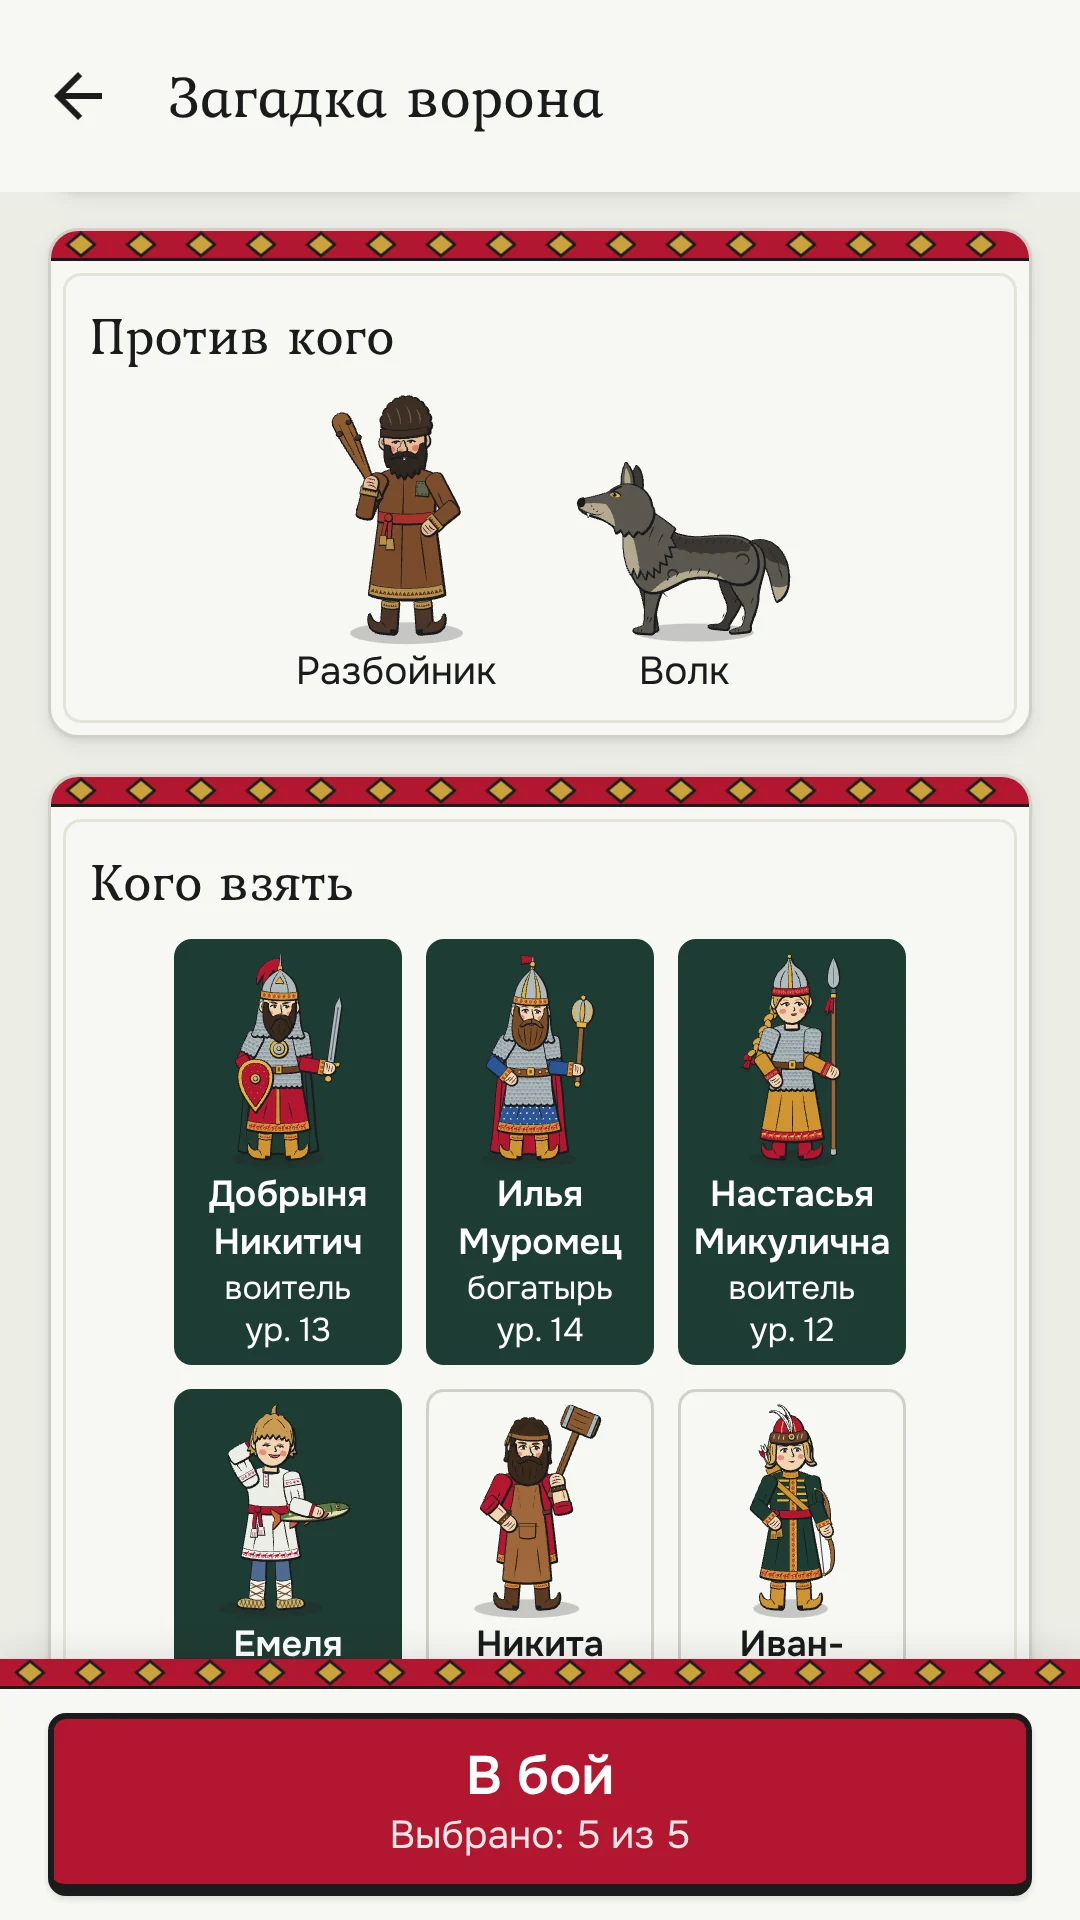 Загадка ворона
Против кого
Разбойник
Волк
Кого взять
Добрыня
Никитич
воитель
ур. 13
Илья
Муромец
богатырь
ур. 14
Настасья
Микулична
воитель
ур. 12
Емеля
Никита
Иван-
В бой
Выбрано: 5 из 5